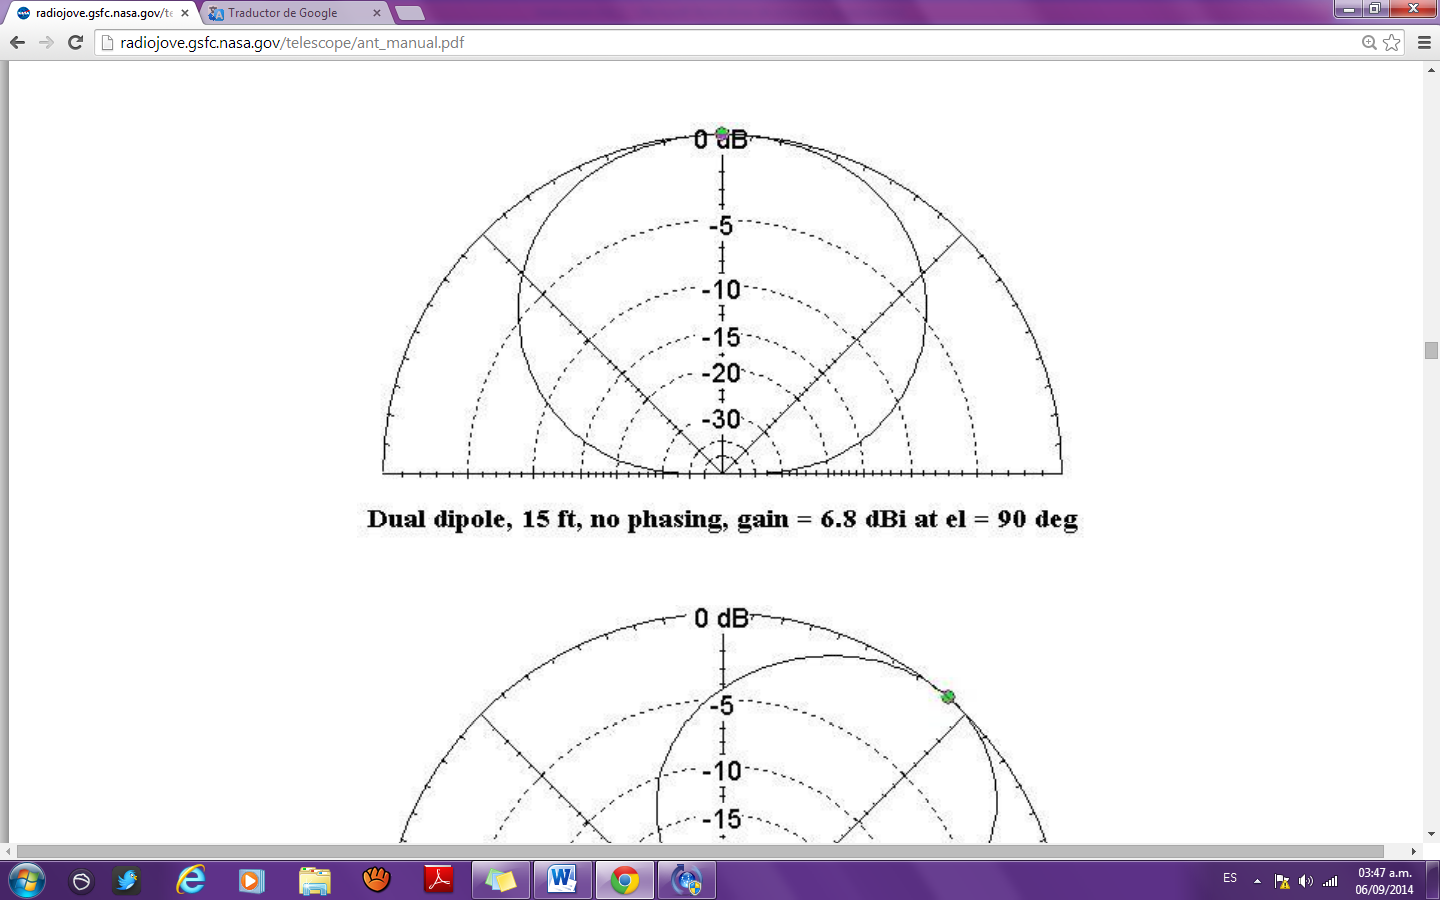 radiojove.gsfc.nasa.gov/te
Traductor de Google
radiojove.gsfc.nasa.gov/telescope/ant_manual.pdf
0 dB
-5
-10
-15
-20
-30
Dual dipole, 15 ft, no phasing, gain = 6.8 dBi at el = 90 deg
0 dB
-5
-10
-15
ES
03:47 a.m.
06/09/2014